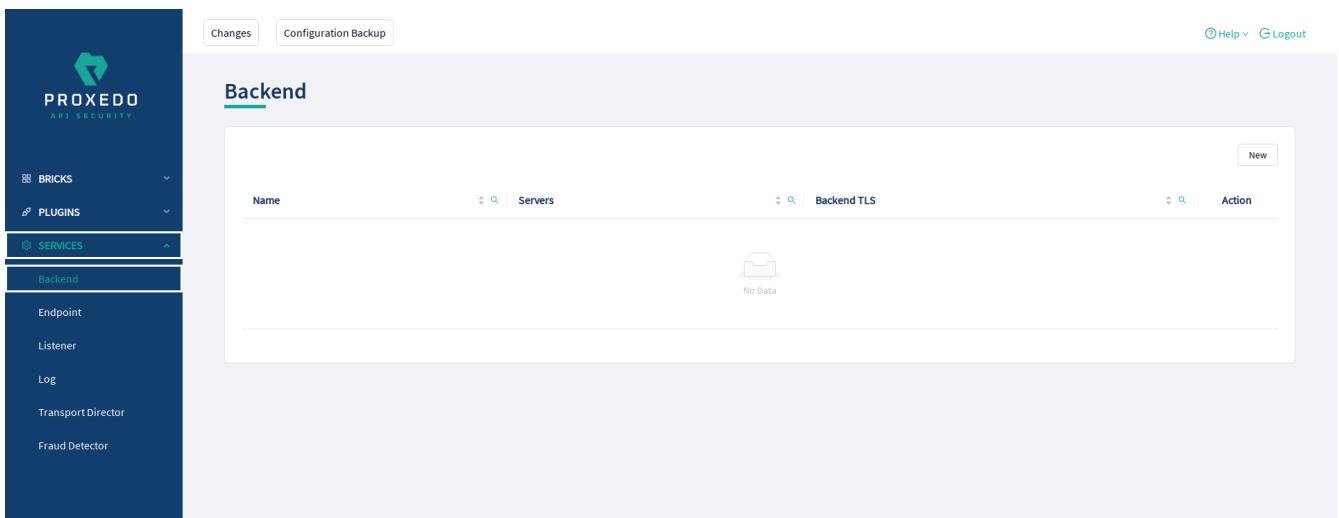 Changes
Configuration Backup
Help
Logout
PROXEDO
API SECURITY
BRICKS
PLUGINS
SERVICES
Backend
Endpoint
Listener
Log
Transport Director
Fraud Detector
Backend
New
Name
Servers
Backend TLS
Action
No Data